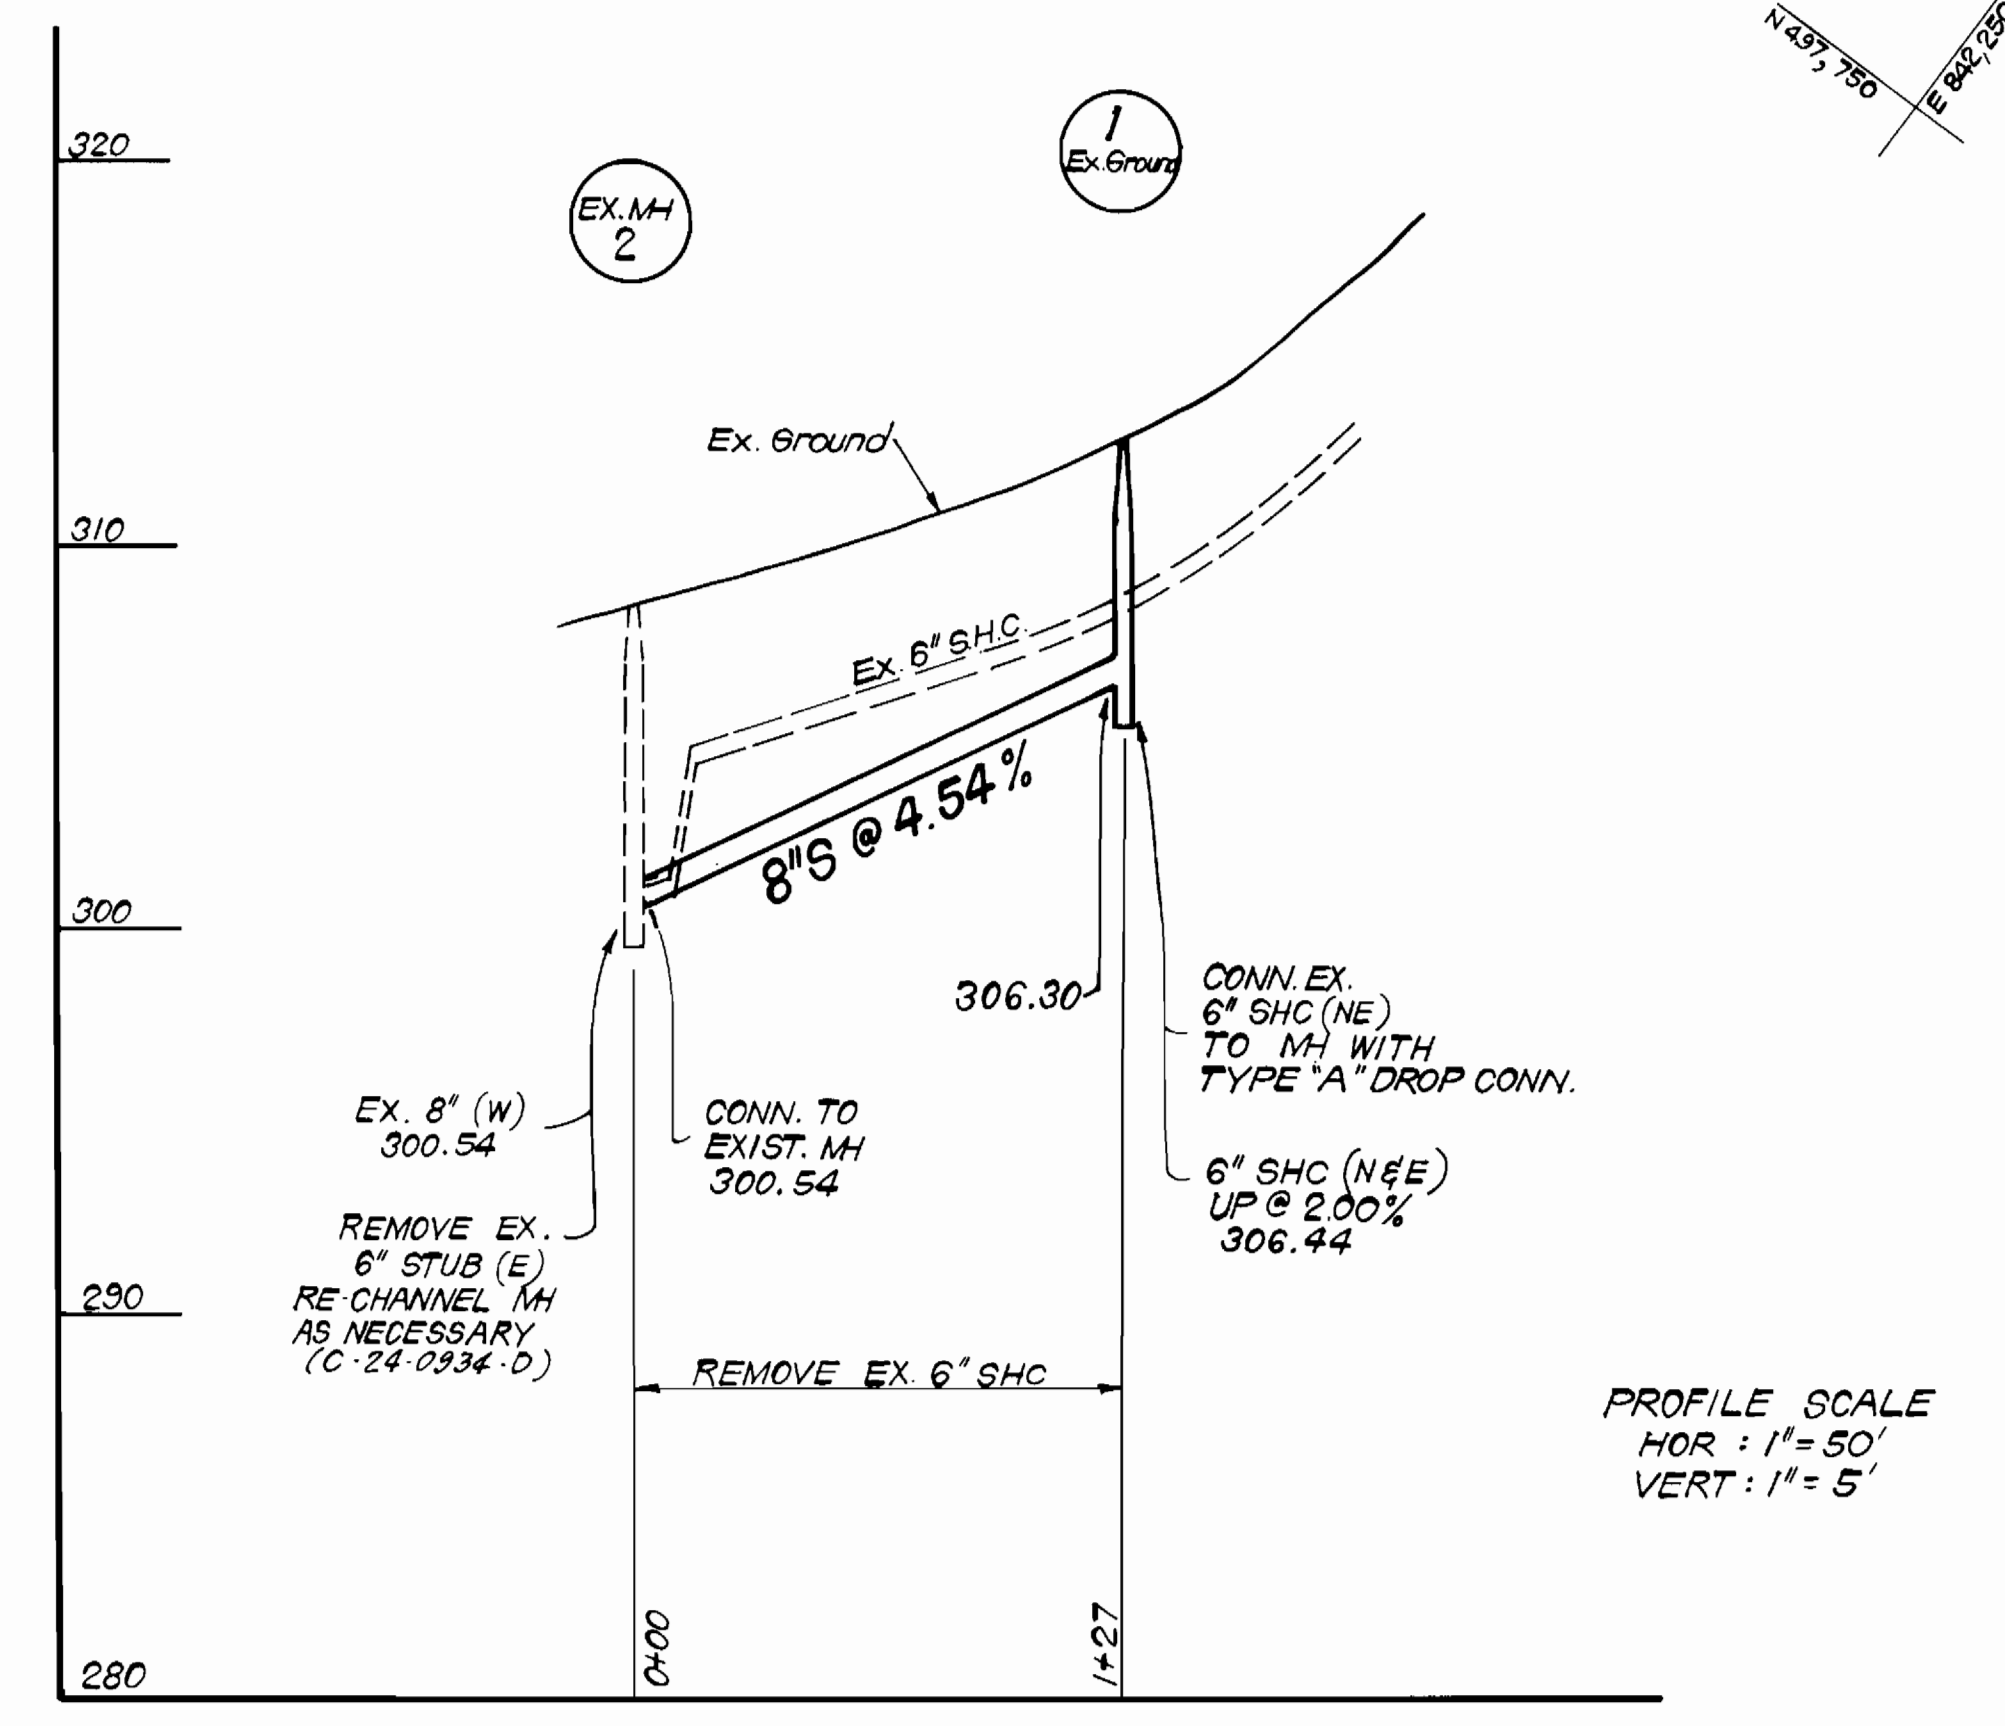 N 497,750
E 842,250
320
1
Ex.Ground
EX.MH
2
Ex. Ground
310
Ex. 6" S.H.C.
8"S @ 4.54%
300
306.30
CONN. EX.
6" SHC (NE)
TO MH WITH
TYPE "A" DROP CONN.
EX. 8" (W)
300.54
CONN. TO
EXIST. MH
300.54
6" SHC (N&E)
UP @ 2.00%
306.44
REMOVE EX.
6" STUB (E)
RE-CHANNEL MH
AS NECESSARY
(C-24-0934-D)
290
REMOVE EX. 6" SHC
PROFILE SCALE
HOR : 1"= 50'
VERT : 1"= 5'
0+00
1+27
280